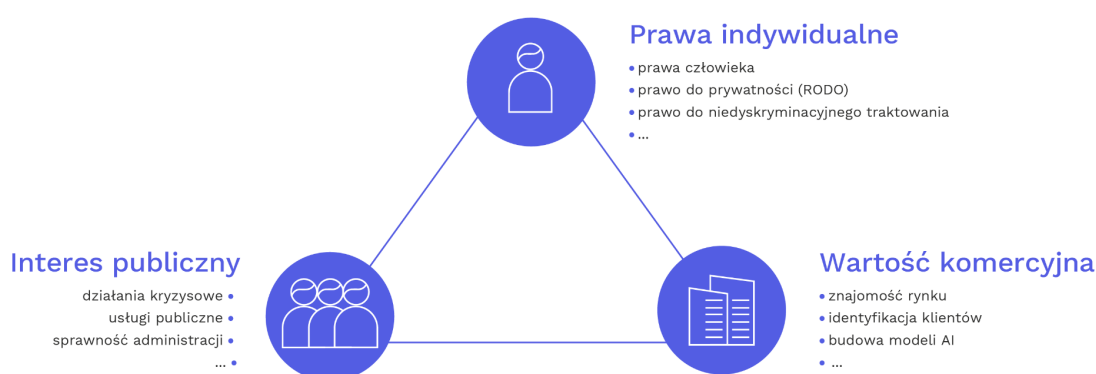 Prawa indywidualne
• prawa człowieka
• prawo do prywatności (RODO)
• prawo do niedyskryminacyjnego traktowania
• ...
Interes publiczny
działania kryzysowe •
usługi publiczne •
sprawność administracji •
... •
Wartość komercyjna
• znajomość rynku
• identyfikacja klientów
• budowa modeli AI
• ...